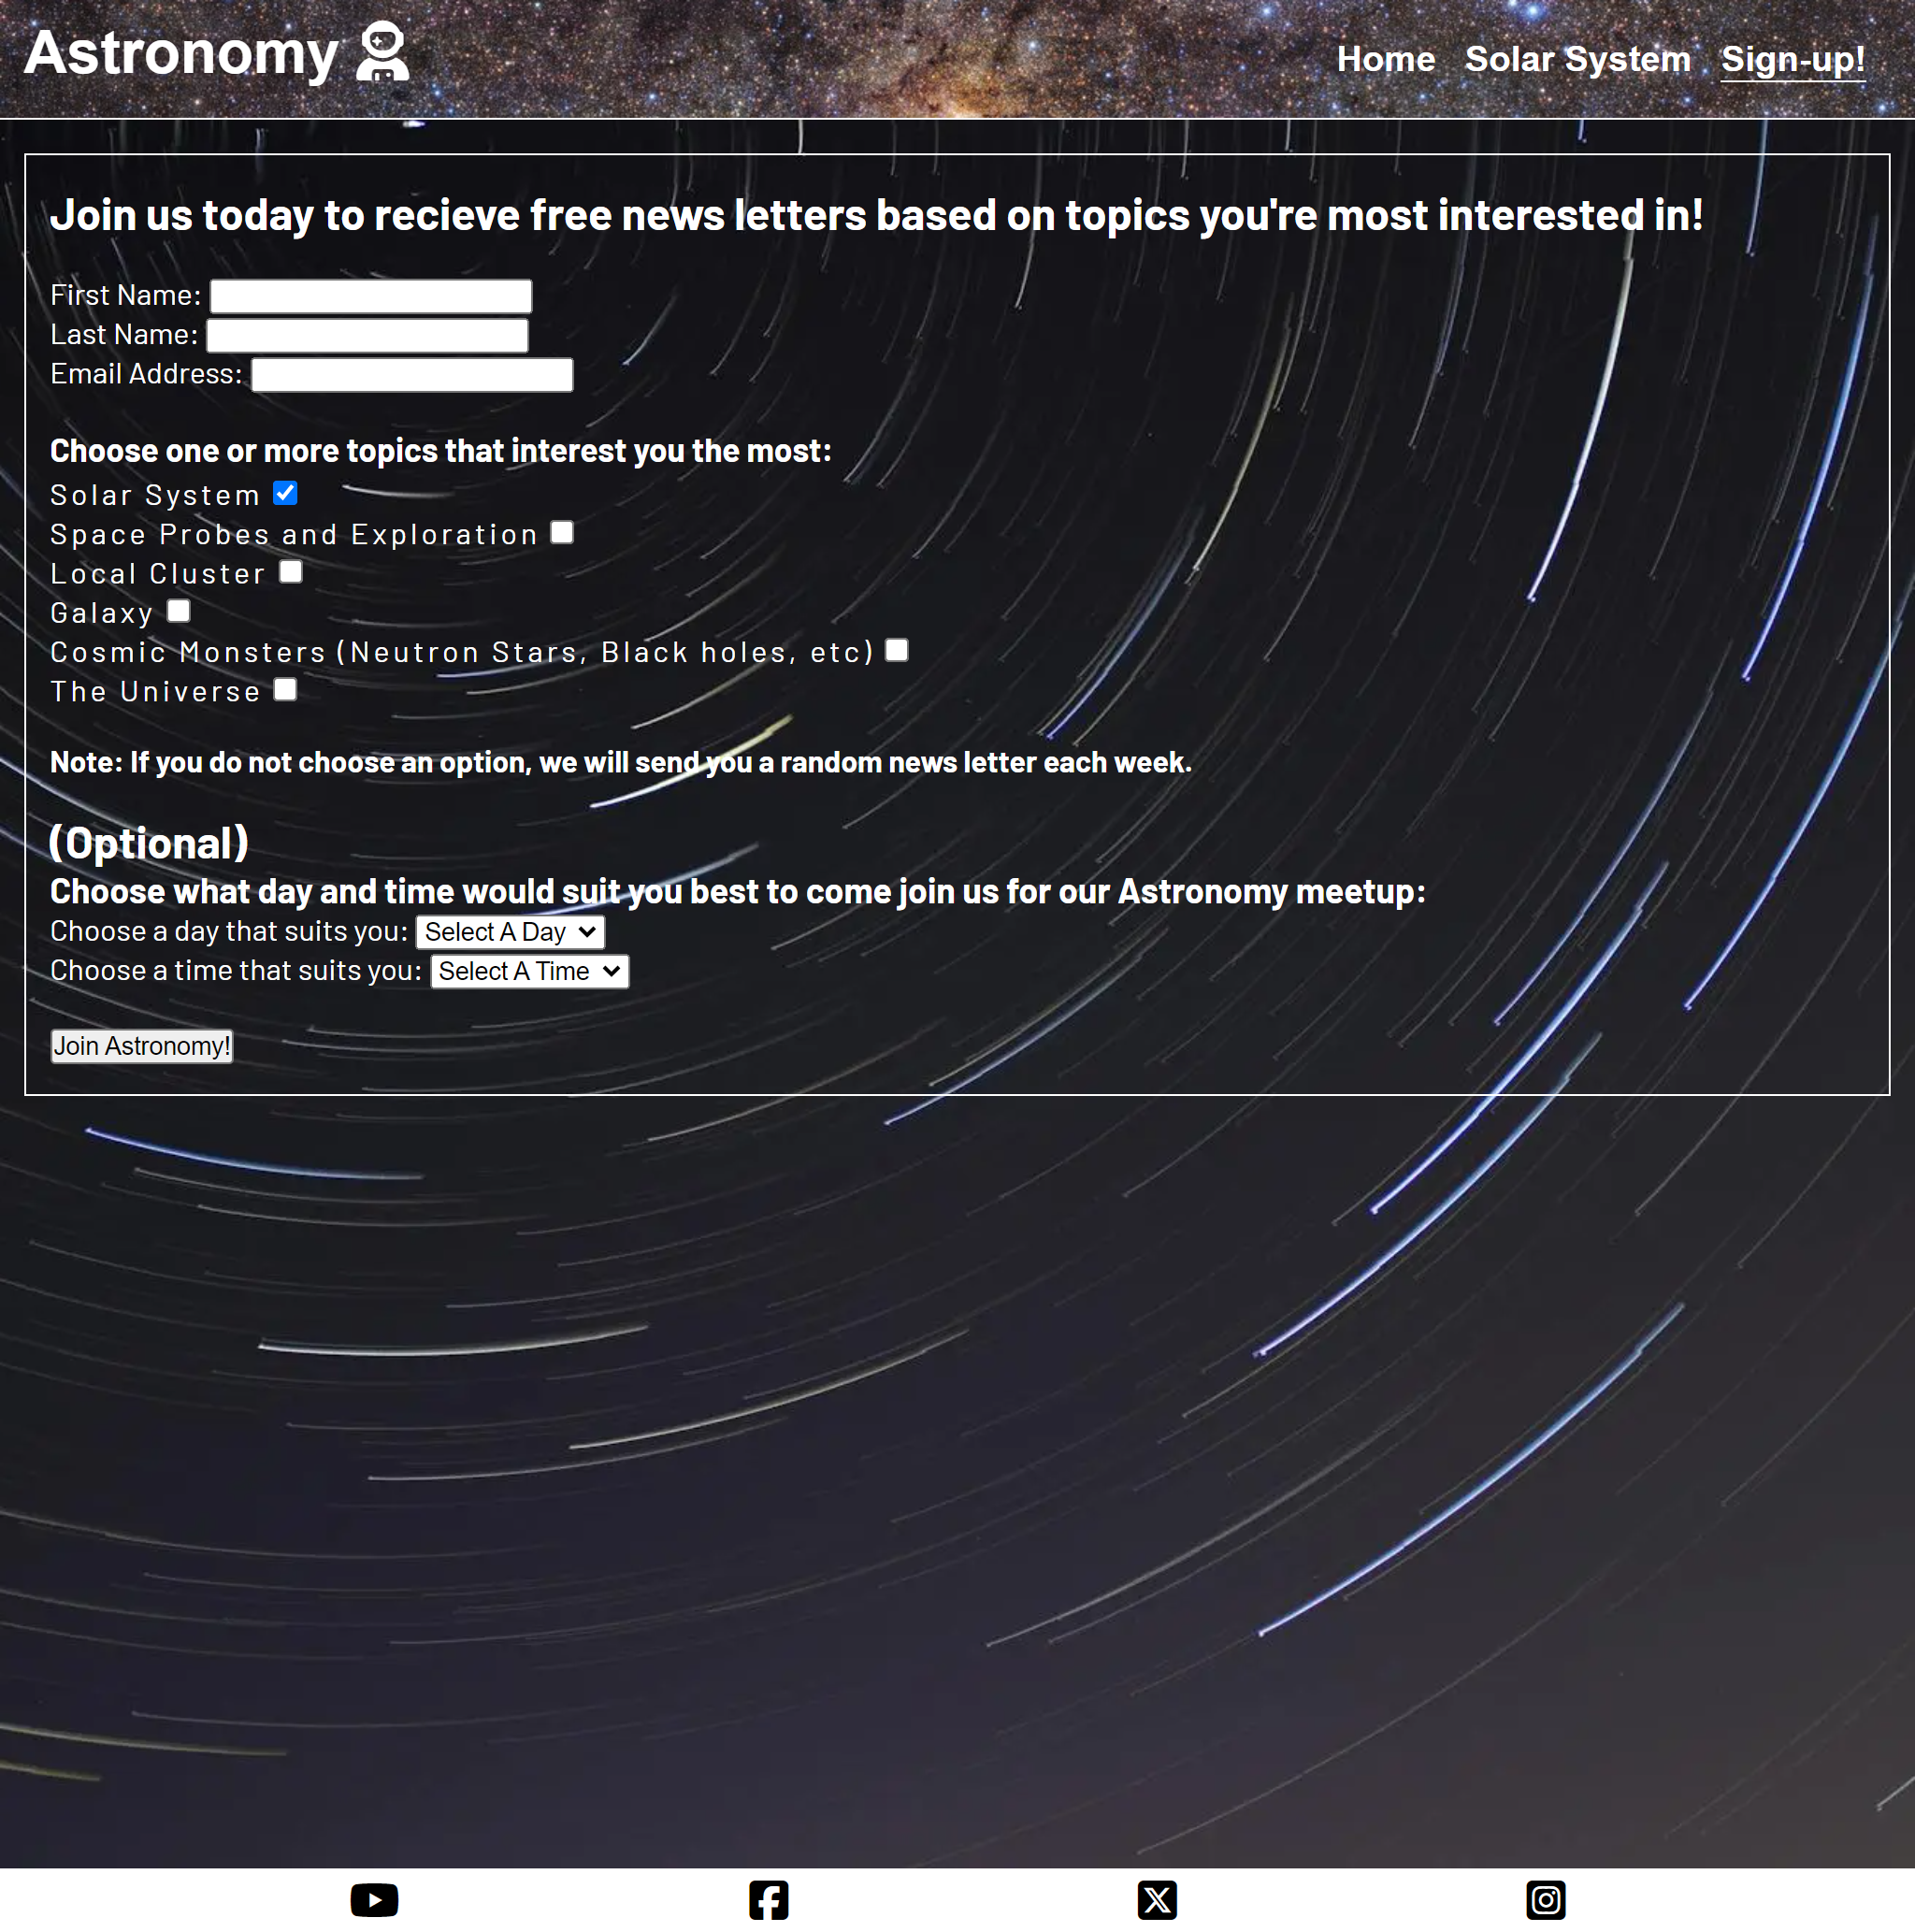 Astronomy
Home Solar System Sign-up!
Join us today to recieve free news letters based on topics you're most interested in!
First Name:
Last Name:
Email Address:
Choose one or more topics that interest you the most:
Solar System
Space Probes and Exploration
Local Cluster
Galaxy
Cosmic Monsters (Neutron Stars, Black holes, etc)
The Universe
Note: If you do not choose an option, we will send you a random news letter each week.
(Optional)
Choose what day and time would suit you best to come join us for our Astronomy meetup:
Choose a day that suits you: Select A Day
Choose a time that suits you: Select A Time
Join Astronomy!